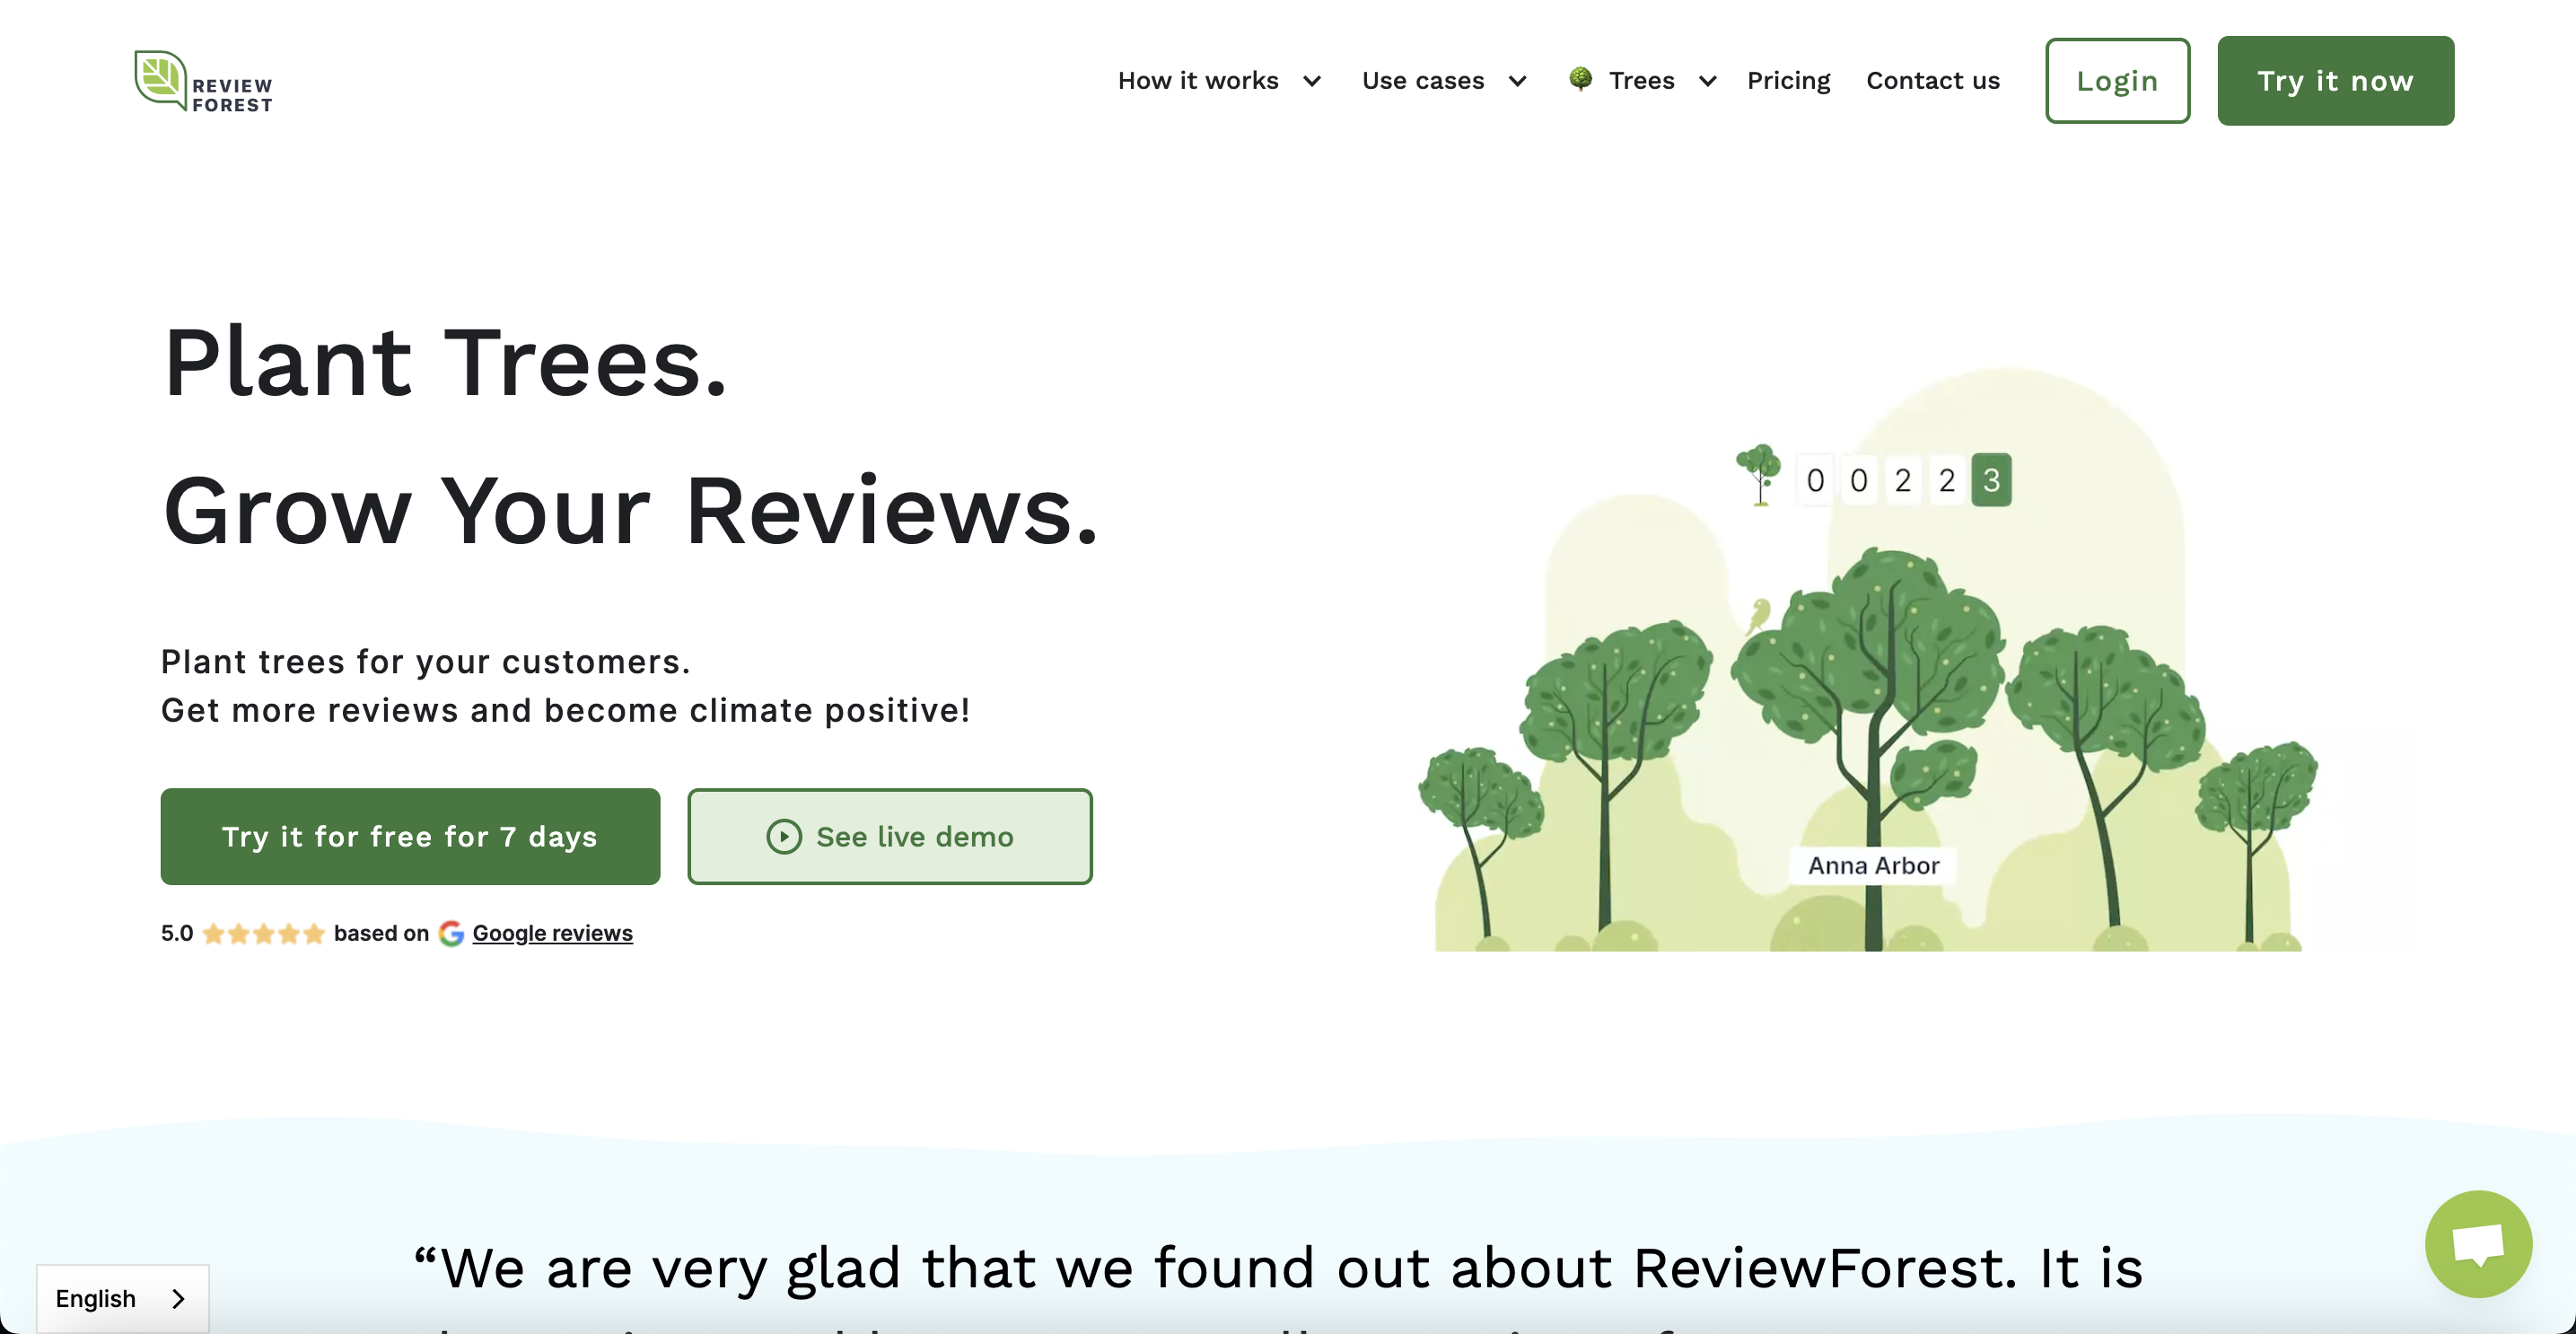 REVIEW
FOREST
How it works
Use cases
Trees
Pricing
Contact us
Login
Try it now
Plant Trees.
Grow Your Reviews.
Plant trees for your customers.
Get more reviews and become climate positive!
Try it for free for 7 days
See live demo
5.0 based on Google reviews
0 0 2 2 3
Anna Arbor
“We are very glad that we found out about ReviewForest. It is
English